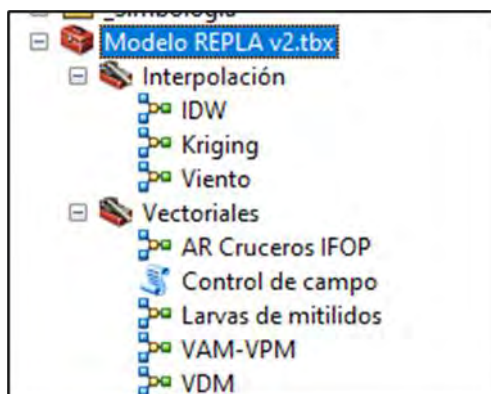 _simbologia
Modelo REPLA v2.tbx
Interpolación
IDW
Kriging
Viento
Vectoriales
AR Cruceros IFOP
Control de campo
Larvas de mitilidos
VAM-VPM
VDM